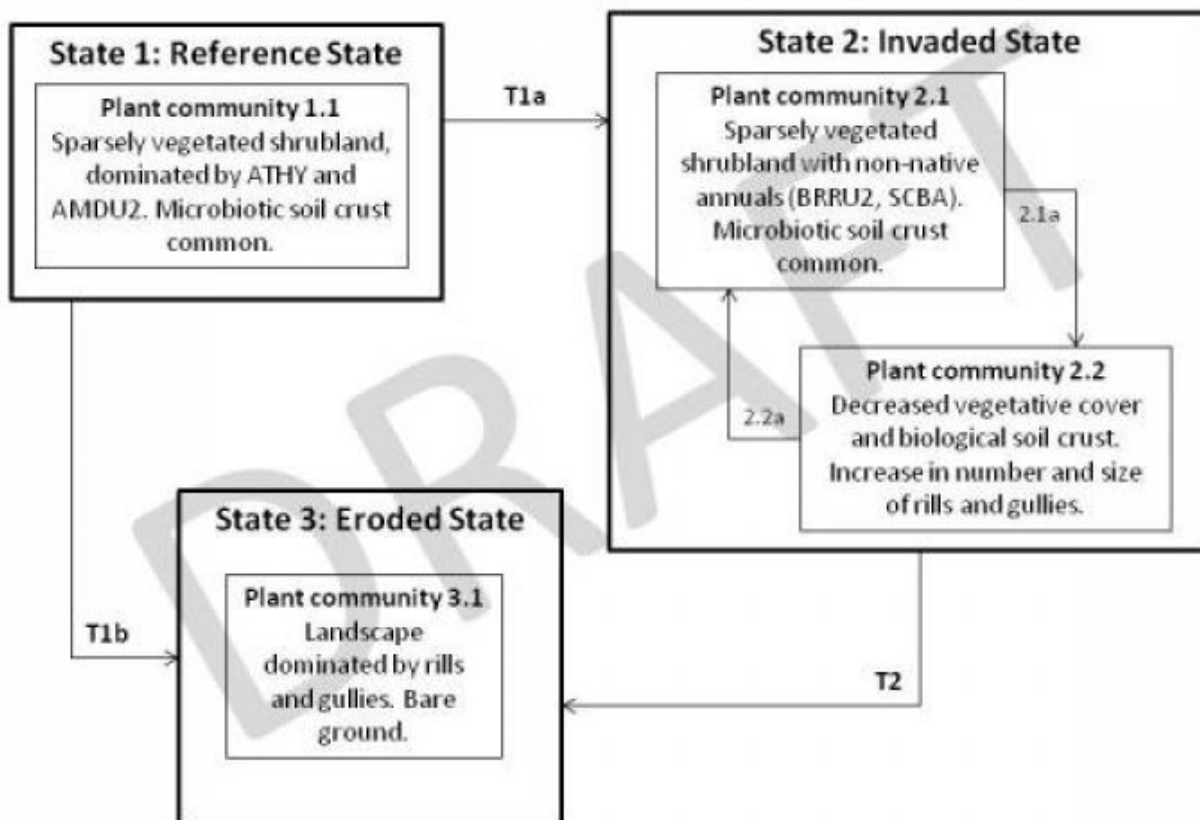 State 1: Reference State
Plant community 1.1
Sparsely vegetated shrubland,
dominated by ATHY and
AMDU2. Microbiotic soil crust
common.
T1a
State 2: Invaded State
Plant community 2.1
Sparsely vegetated
shrubland with non-native
annuals (BRRU2, SCBA).
Microbiotic soil crust
common.
2.1a
Plant community 2.2
Decreased vegetative cover
and biological soil crust.
Increase in number and size
of rills and gullies.
2.2a
State 3: Eroded State
Plant community 3.1
Landscape
dominated by rills
and gullies. Bare
ground.
T1b
T2
DRAFT